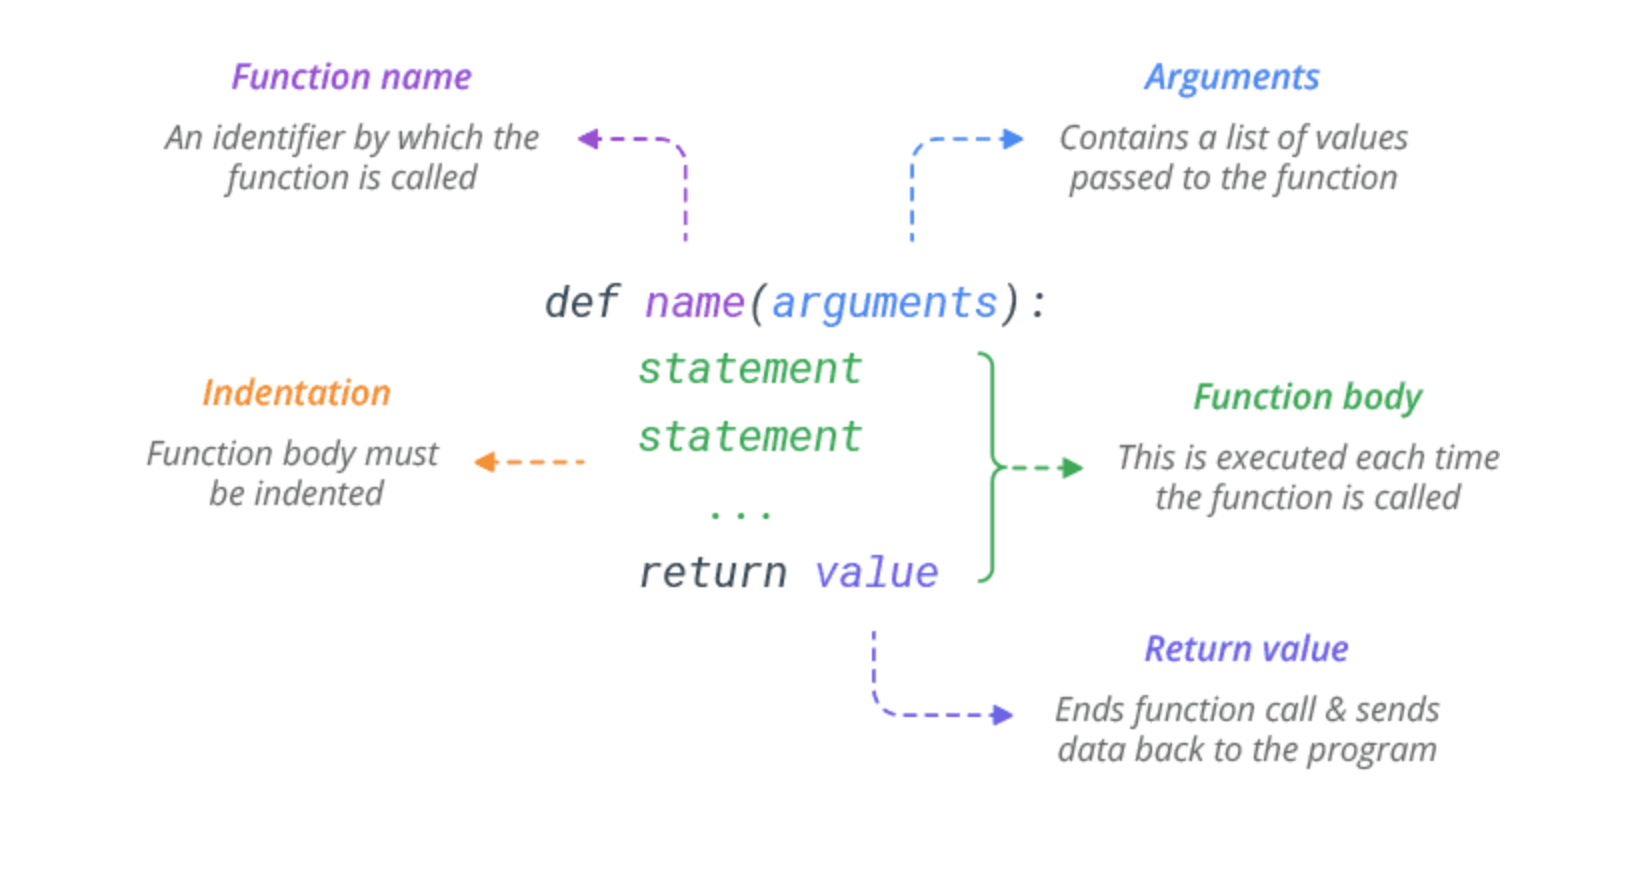 Function name
An identifier by which the
function is called
Arguments
Contains a list of values
passed to the function
def name(arguments):
statement
statement
...
return value
Indentation
Function body must
be indented
Function body
This is executed each time
the function is called
Return value
Ends function call & sends
data back to the program